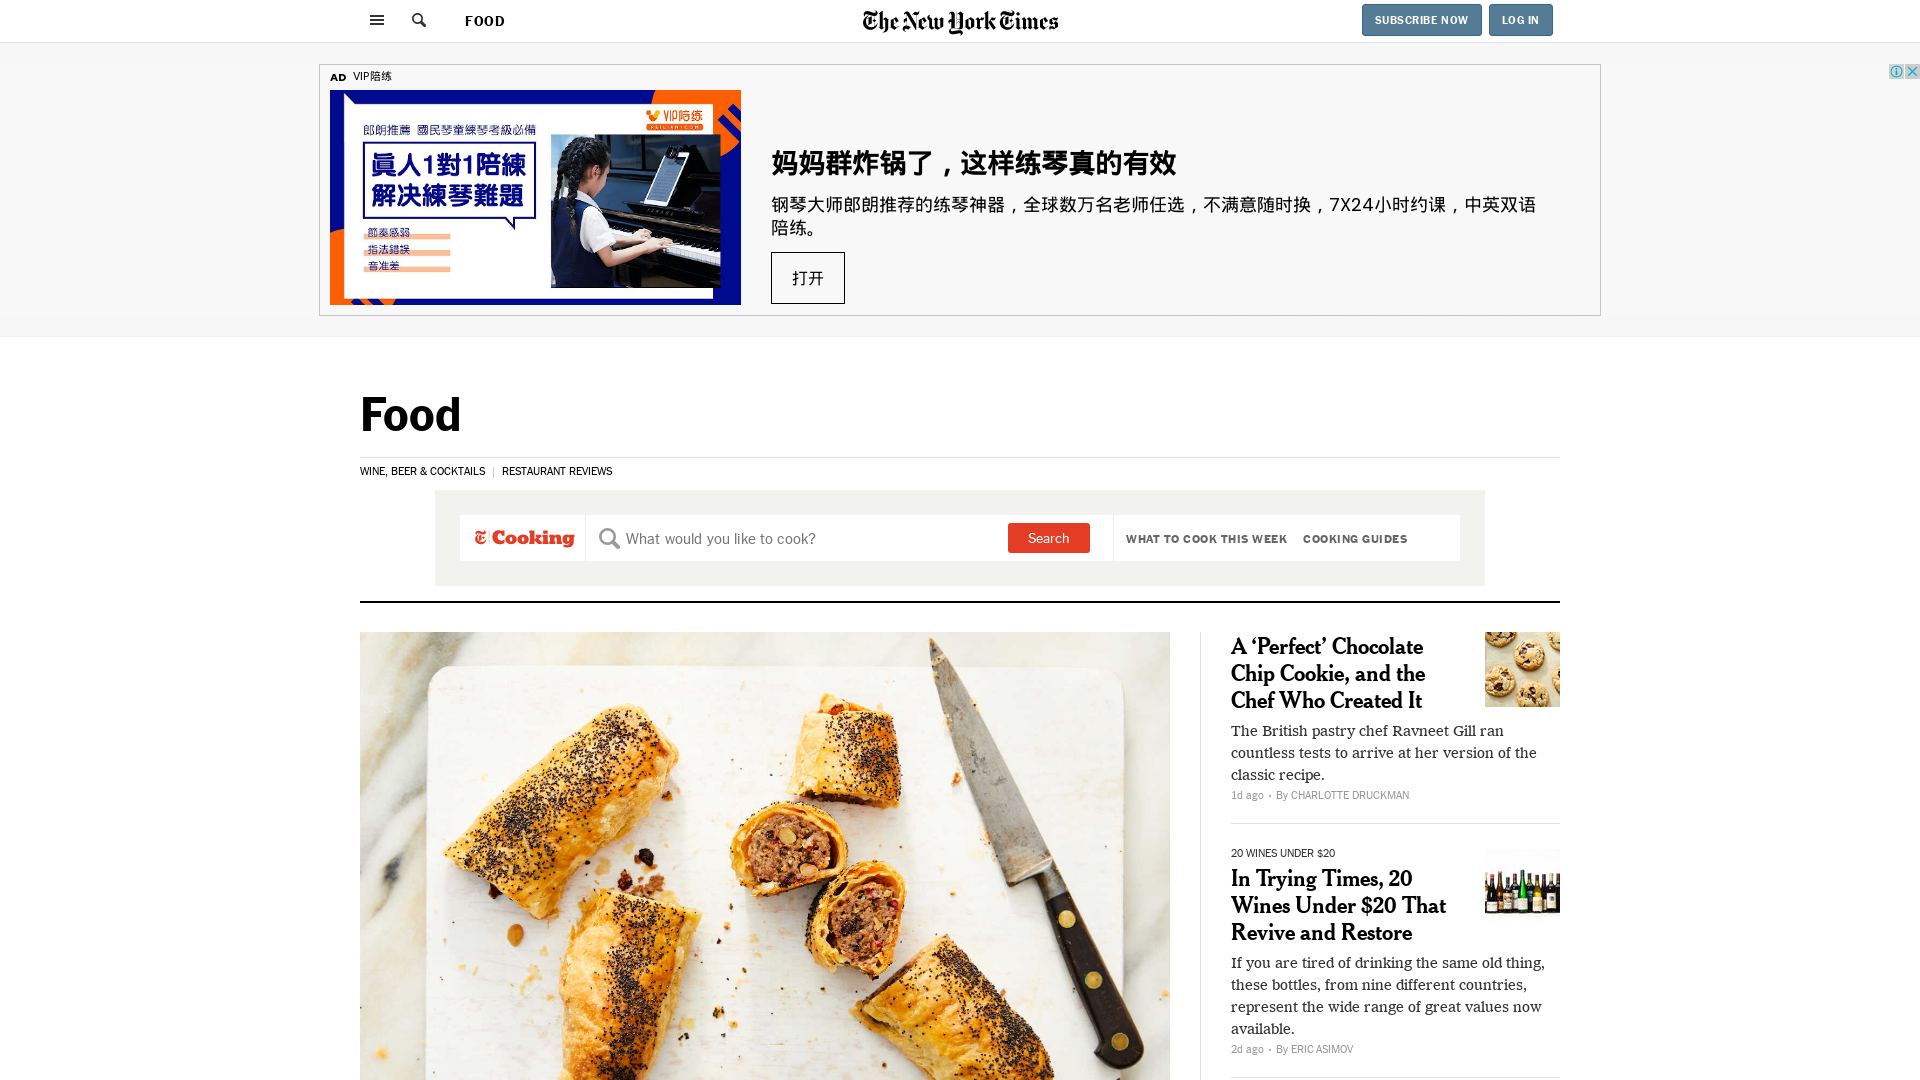 FOOD
The New York Times
SUBSCRIBE NOW
LOG IN
AD VIP陪练
VIP陪练
PEILIAN.COM
郎朗推薦 國民琴童練琴考級必備
真人1對1陪練
解决練琴難題
節奏感弱
指法錯誤
音准差
妈妈群炸锅了，这样练琴真的有效
钢琴大师郎朗推荐的练琴神器，全球数万名老师任选，不满意随时换，7X24小时约课，中英双语
陪练。
打开
Food
WINE, BEER & COCKTAILS
RESTAURANT REVIEWS
Cooking
What would you like to cook?
Search
WHAT TO COOK THIS WEEK
COOKING GUIDES
A ‘Perfect’ Chocolate
Chip Cookie, and the
Chef Who Created It
The British pastry chef Ravneet Gill ran
countless tests to arrive at her version of the
classic recipe.
1d ago • By CHARLOTTE DRUCKMAN
20 WINES UNDER $20
In Trying Times, 20
Wines Under $20 That
Revive and Restore
If you are tired of drinking the same old thing,
these bottles, from nine different countries,
represent the wide range of great values now
available.
2d ago • By ERIC ASIMOV